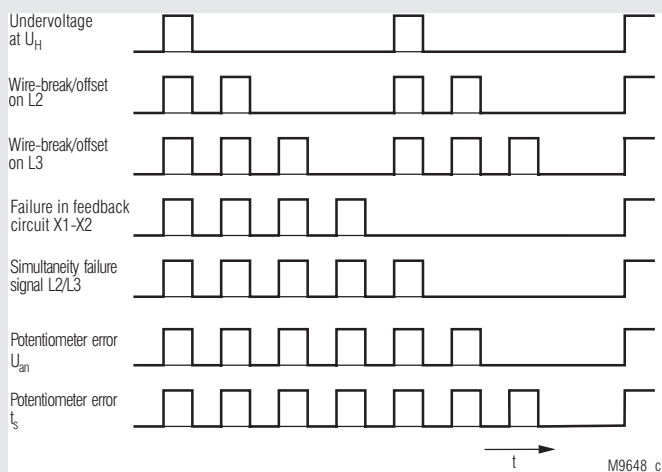 Undervoltage
at UH
Wire-break/offset
on L2
Wire-break/offset
on L3
Failure in feedback
circuit X1-X2
Simultaneity failure
signal L2/L3
Potentiometer error
Uan
Potentiometer error
ts
t
M9648_c